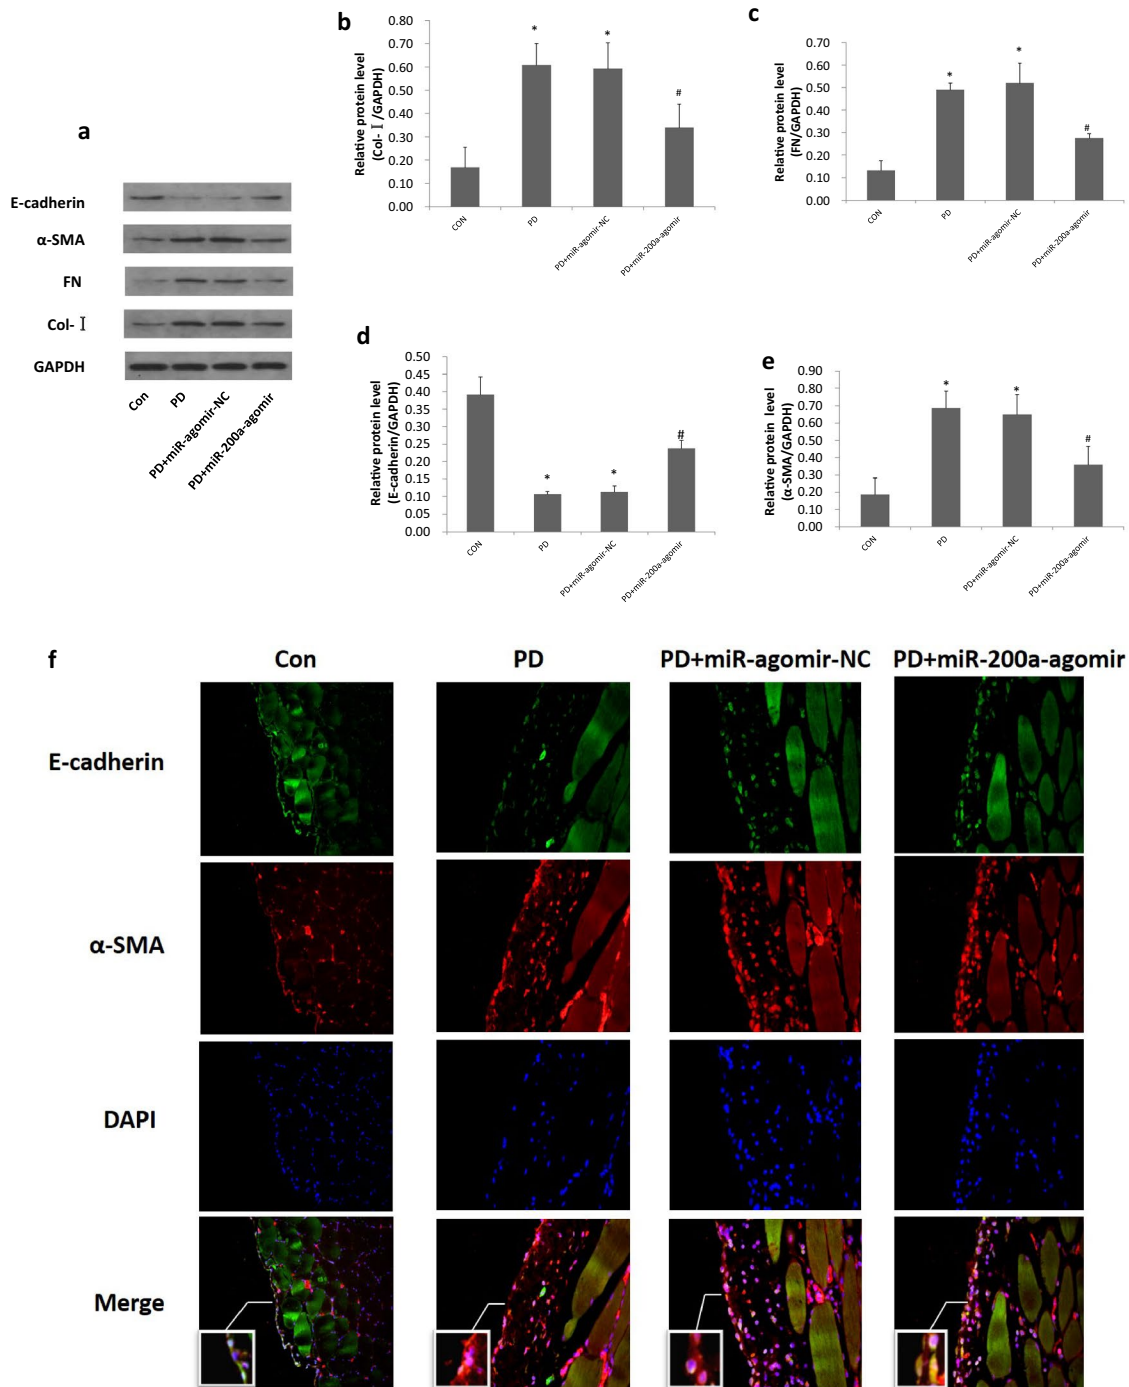 a
E-cadherin
α-SMA
FN
Col- I
GAPDH
Con
PD
PD+miR-agomir-NC
PD+miR-200a-agomir
b
Relative protein level
(Col- I /GAPDH)
0.80
0.70
0.60
0.50
0.40
0.30
0.20
0.10
0.00
*
*
#
CON
PD
PD+miR-agomir-NC
PD+miR-200a-agomir
c
Relative protein level
(FN/GAPDH)
0.70
0.60
0.50
0.40
0.30
0.20
0.10
0.00
*
*
#
CON
PD
PD+miR-agomir-NC
PD+miR-200a-agomir
d
Relative protein level
(E-cadherin/GAPDH)
0.50
0.45
0.40
0.35
0.30
0.25
0.20
0.15
0.10
0.05
0.00
*
*
#
CON
PD
PD+miR-agomir-NC
PD+miR-200a-agomir
e
Relative protein level
(α-SMA/GAPDH)
0.90
0.80
0.70
0.60
0.50
0.40
0.30
0.20
0.10
0.00
*
*
#
CON
PD
PD+miR-agomir-NC
PD+miR-200a-agomir
f
Con PD PD+miR-agomir-NC PD+miR-200a-agomir
E-cadherin
α-SMA
DAPI
Merge